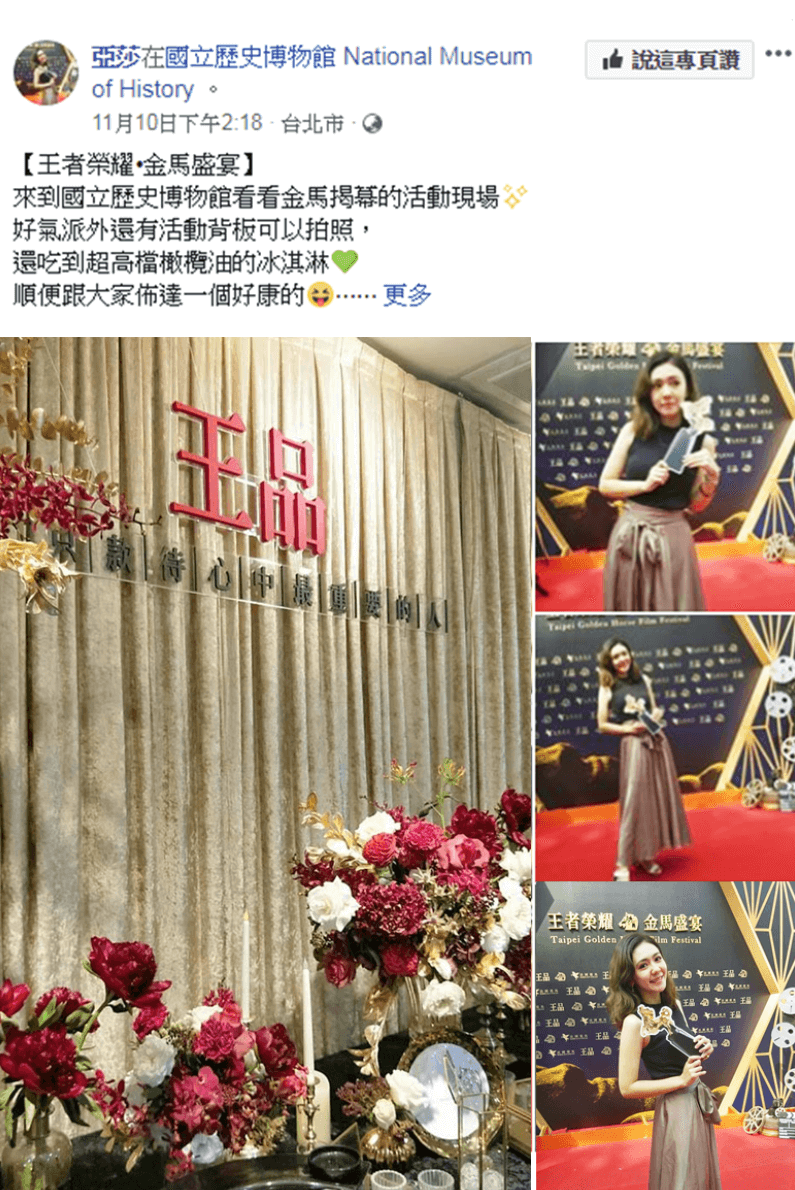 亞莎在國立歷史博物館 National Museum
of History 。
11月10日下午2:18 · 台北市 ·
說這專頁讚
【王者榮耀•金馬盛宴】
來到國立歷史博物館看看金馬揭幕的活動現場✨
好氣派外還有活動背板可以拍照，
還吃到超高檔橄欖油的冰淇淋💚
順便跟大家佈達一個好康的😝⋯⋯ 更多
王品
只|款|待|心|中|最|重|要|的|人
王者榮耀 金馬盛宴
Taipei Golden Film Festival
Taipei Golden Horse Film Festival
王者榮耀 金馬盛宴
Taipei Golden Film Festival
王品